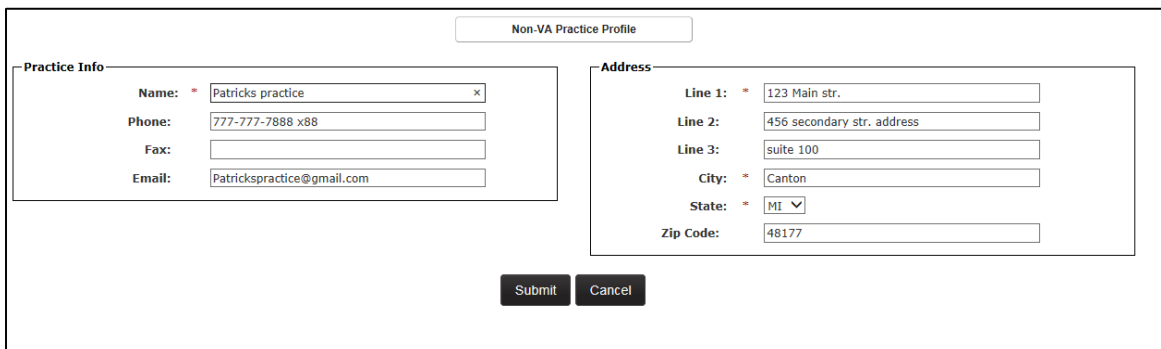 Non-VA Practice Profile
Practice Info
Name: * Patricks practice ×
Phone: 777-777-7888 x88
Fax:
Email: Patrickspractice@gmail.com
Address
Line 1: * 123 Main str.
Line 2: 456 secondary str. address
Line 3: suite 100
City: * Canton
State: * MI
Zip Code: 48177
Submit Cancel